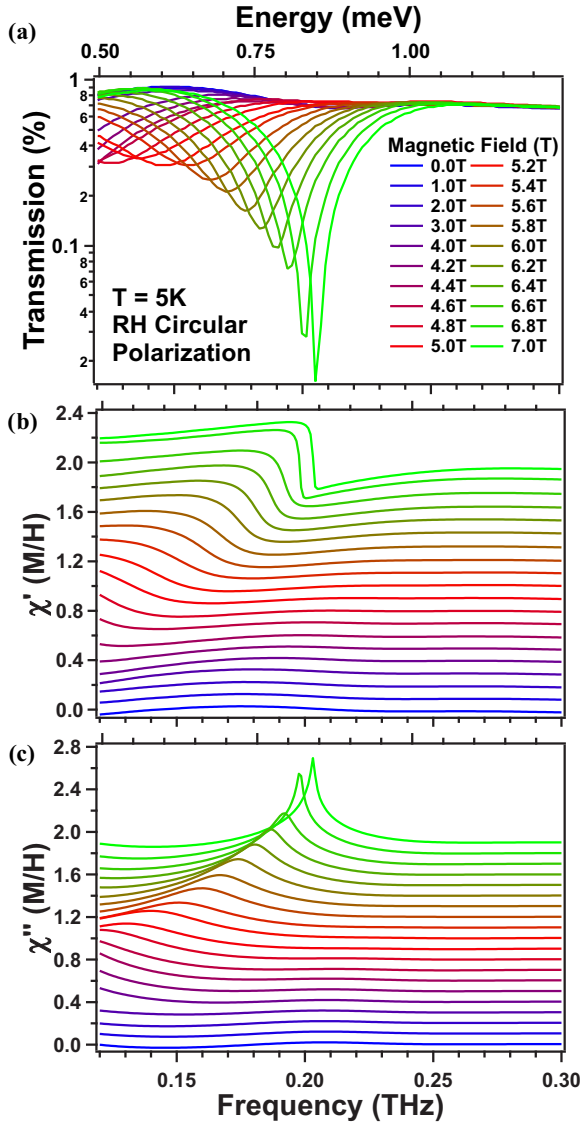 Energy (meV)
(a)
0.50 0.75 1.00
1
8
6
4
2
0.1
8
6
4
2
Transmission (%)
Magnetic Field (T)
0.0T 5.2T
1.0T 5.4T
2.0T 5.6T
3.0T 5.8T
4.0T 6.0T
4.2T 6.2T
4.4T 6.4T
4.6T 6.6T
4.8T 6.8T
5.0T 7.0T
T = 5K
RH Circular
Polarization
(b)
2.4
2.0
1.6
1.2
0.8
0.4
0.0
χ' (M/H)
(c)
2.8
2.4
2.0
1.6
1.2
0.8
0.4
0.0
χ" (M/H)
0.15 0.20 0.25 0.30
Frequency (THz)